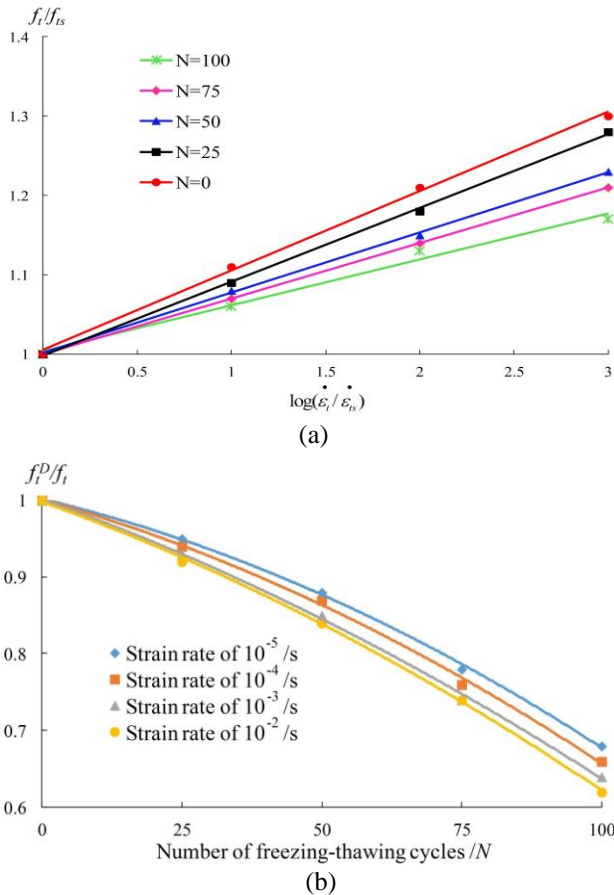 f_t/f_ts
1.4
N=100
N=75
1.3
N=50
N=25
N=0
1.2
1.1
1
0 0.5 1 1.5 2 2.5 3
log(ε̇_t / ε̇_ts)
(a)
f_t^D/f_t
1
0.9
0.8
Strain rate of 10^-5 /s
Strain rate of 10^-4 /s
Strain rate of 10^-3 /s
0.7
Strain rate of 10^-2 /s
0.6
0 25 50 75 100
Number of freezing-thawing cycles /N
(b)